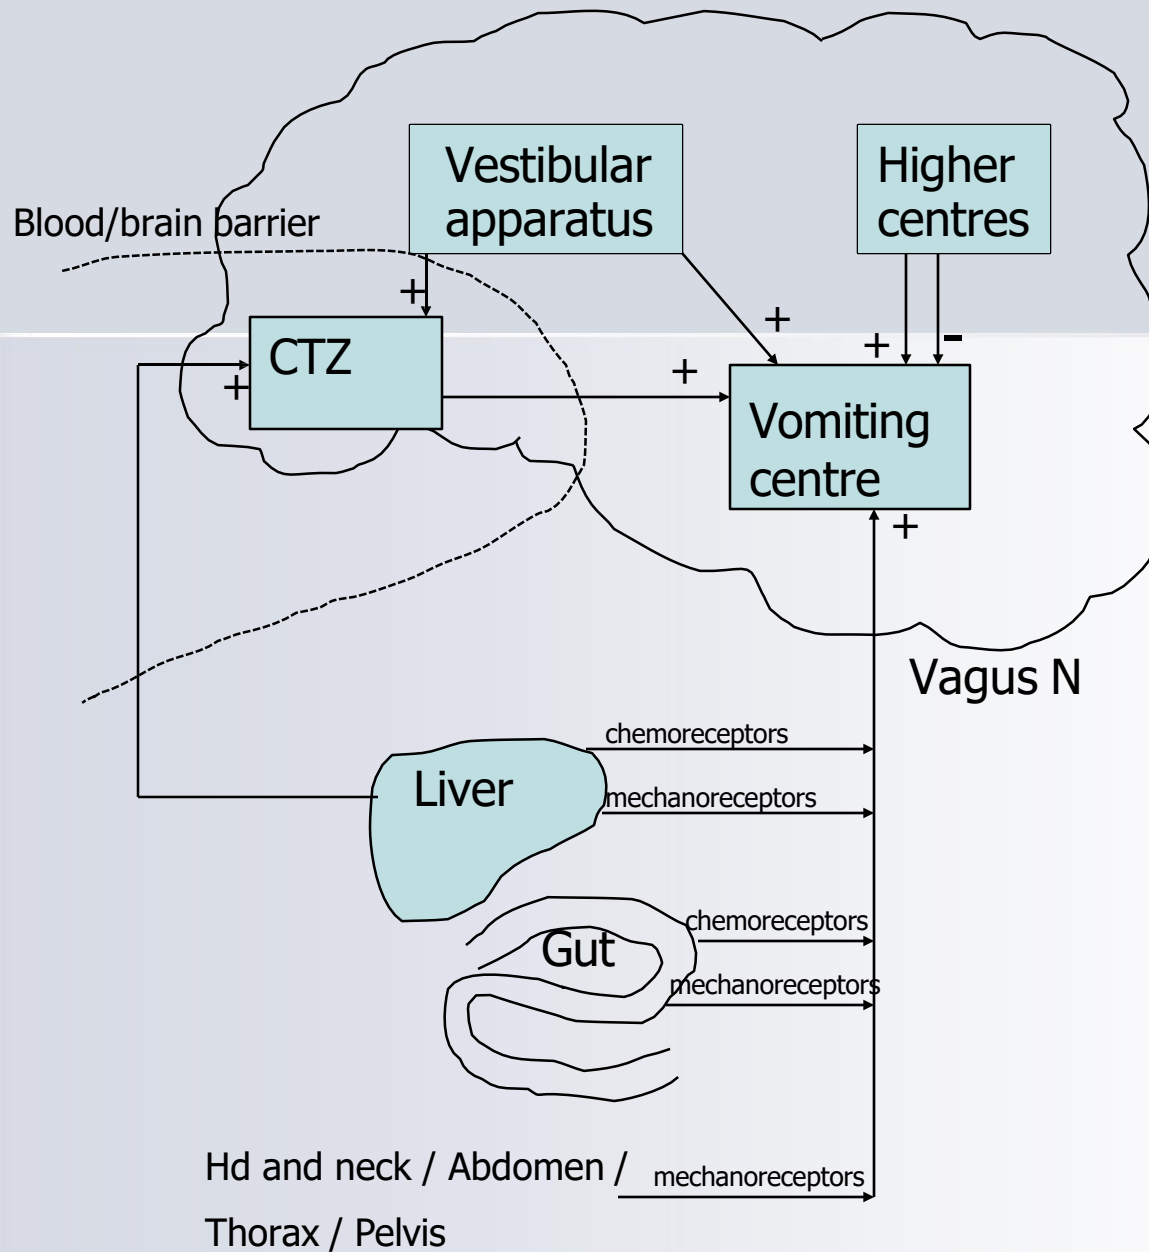 Vestibular
apparatus
Higher
centres
Blood/brain barrier
+
+
CTZ
+
+
+
-
Vomiting
centre
+
+
Vagus N
chemoreceptors
Liver
mechanoreceptors
chemoreceptors
Gut
mechanoreceptors
Hd and neck / Abdomen /
mechanoreceptors
Thorax / Pelvis